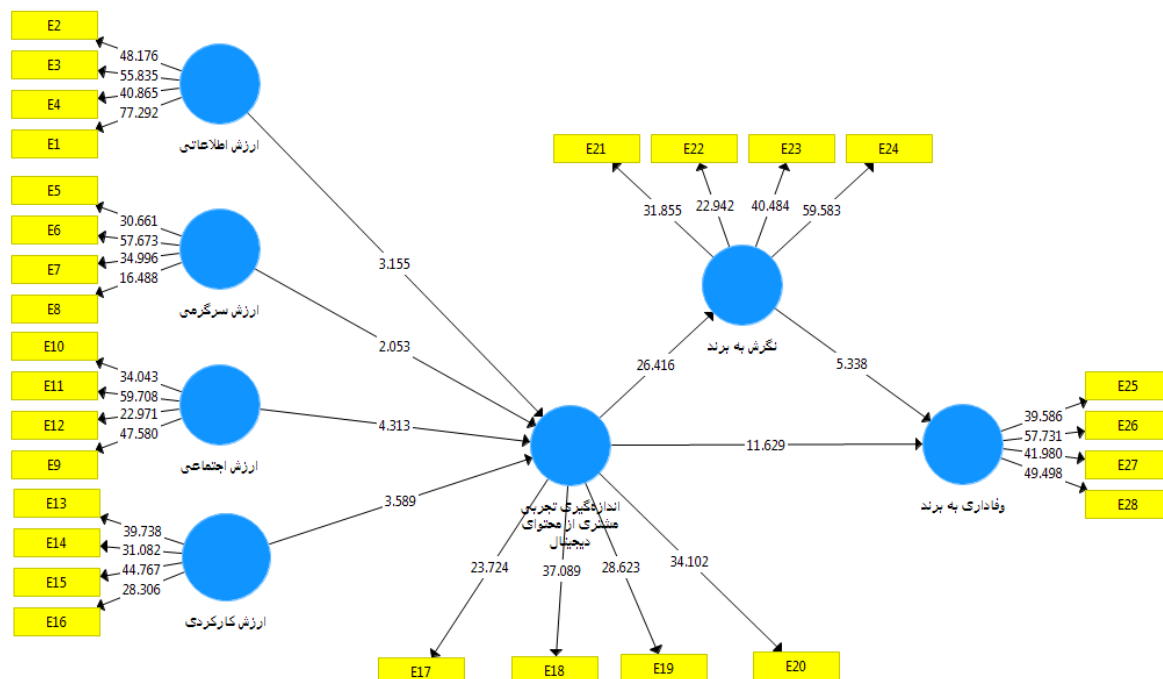 E2
48.176
E3
55.835
E4
40.865
E1
77.292
ارزش اطلاعاتی
E5
30.661
E6
57.673
E7
34.996
E8
16.488
ارزش سرگرمی
E10
34.043
E11
59.708
E12
22.971
E9
47.580
ارزش اجتماعی
E13
39.738
E14
31.082
E15
44.767
E16
28.306
ارزش کارکردی
3.155
2.053
4.313
3.589
اندازه‌گیری تجربی
مشتری از محتوای
دیجیتال
23.724
37.089
28.623
34.102
E17
E18
E19
E20
E21
E22
E23
E24
31.855
22.942
40.484
59.583
نگرش به برند
26.416
5.338
11.629
E25
39.586
E26
57.731
E27
41.980
E28
49.498
وفاداری به برند